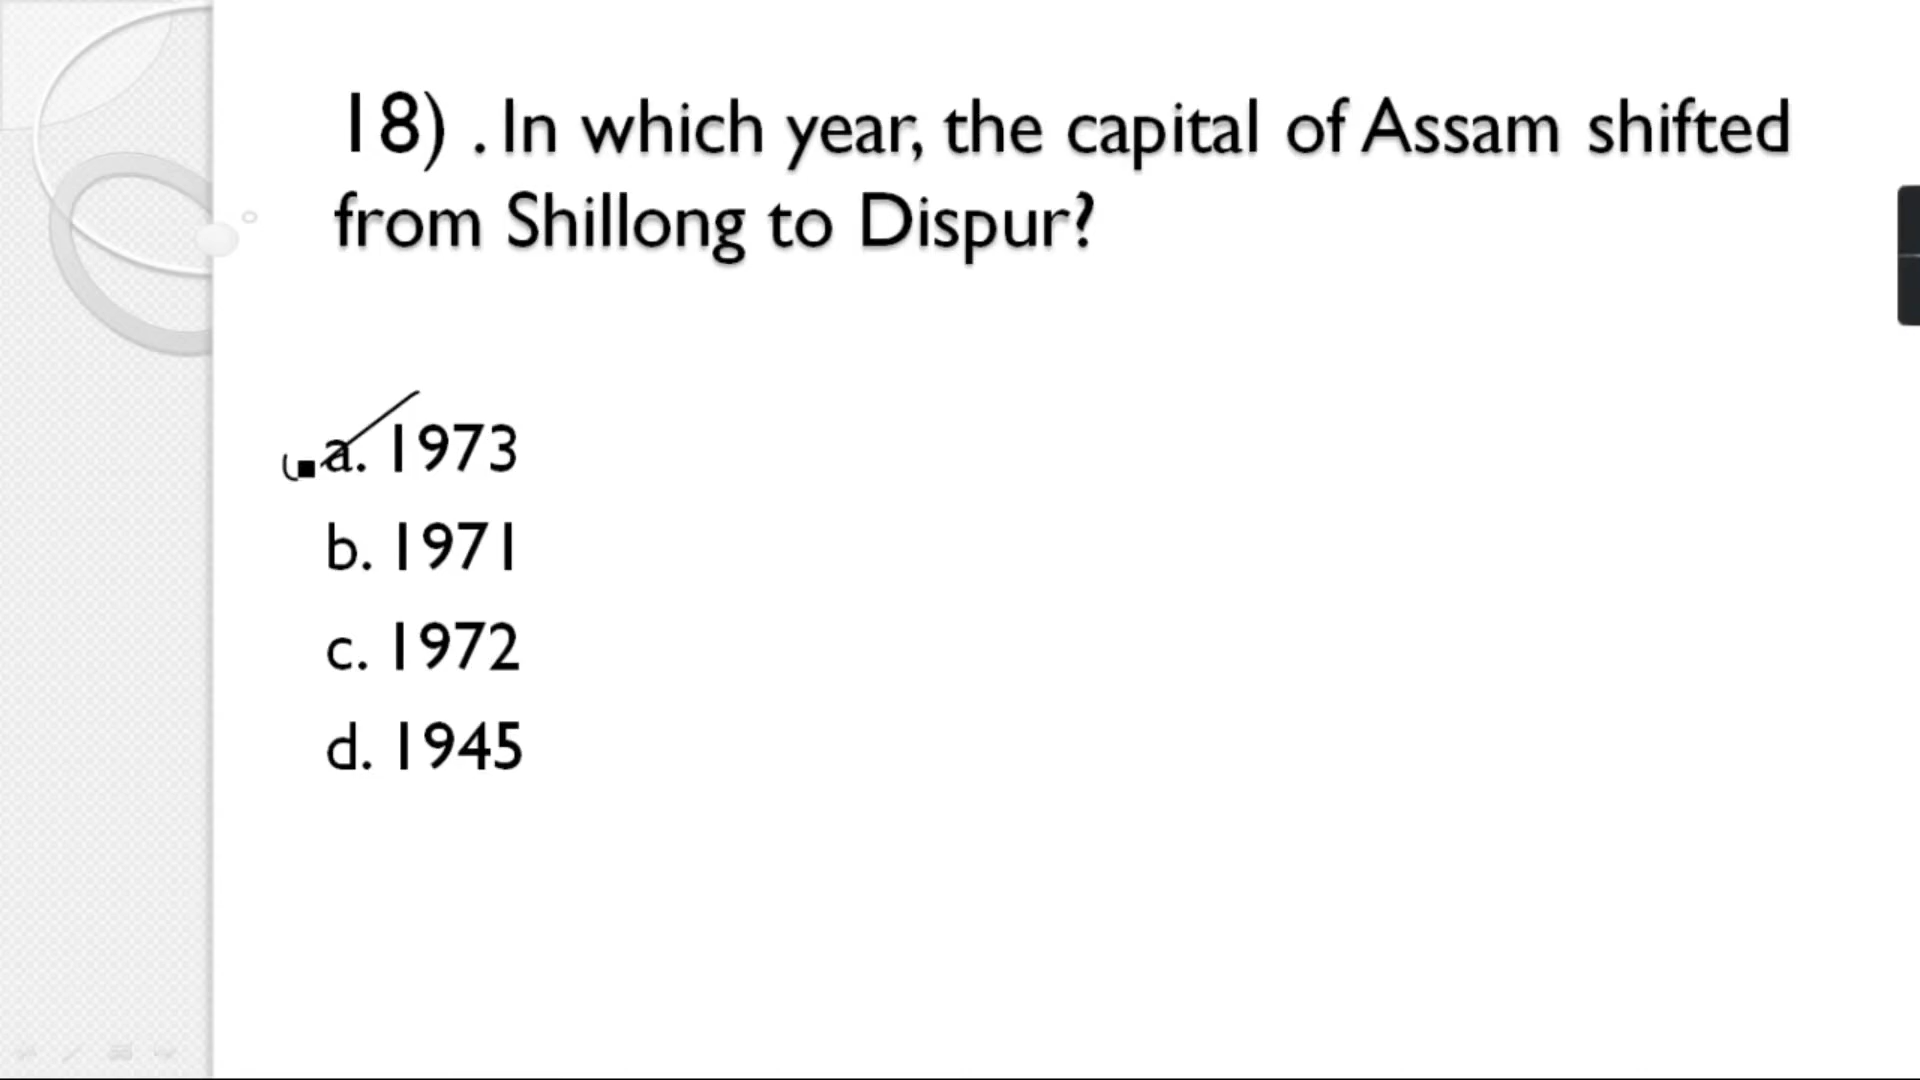 18) . In which year, the capital of Assam shifted
from Shillong to Dispur?
a. 1973
b. 1971
c. 1972
d. 1945